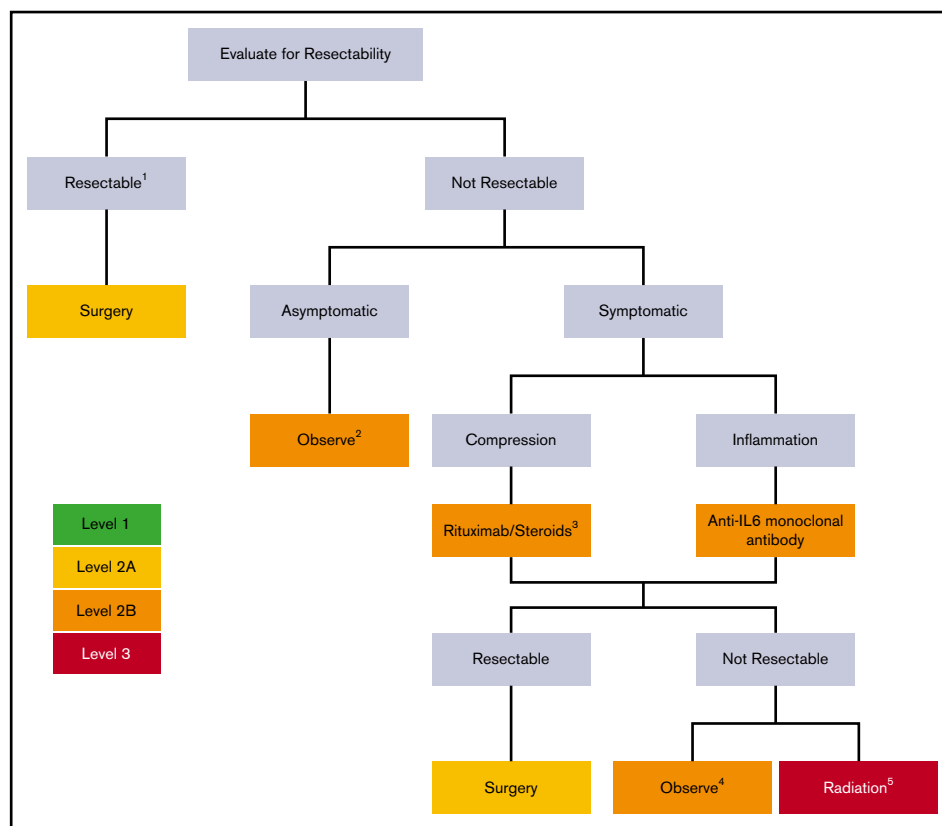 Evaluate for Resectability
Resectable¹
Not Resectable
Surgery
Asymptomatic
Symptomatic
Observe²
Compression
Inflammation
Rituximab/Steroids³
Anti-IL6 monoclonal
antibody
Level 1
Level 2A
Level 2B
Level 3
Resectable
Not Resectable
Surgery
Observe⁴
Radiation⁵